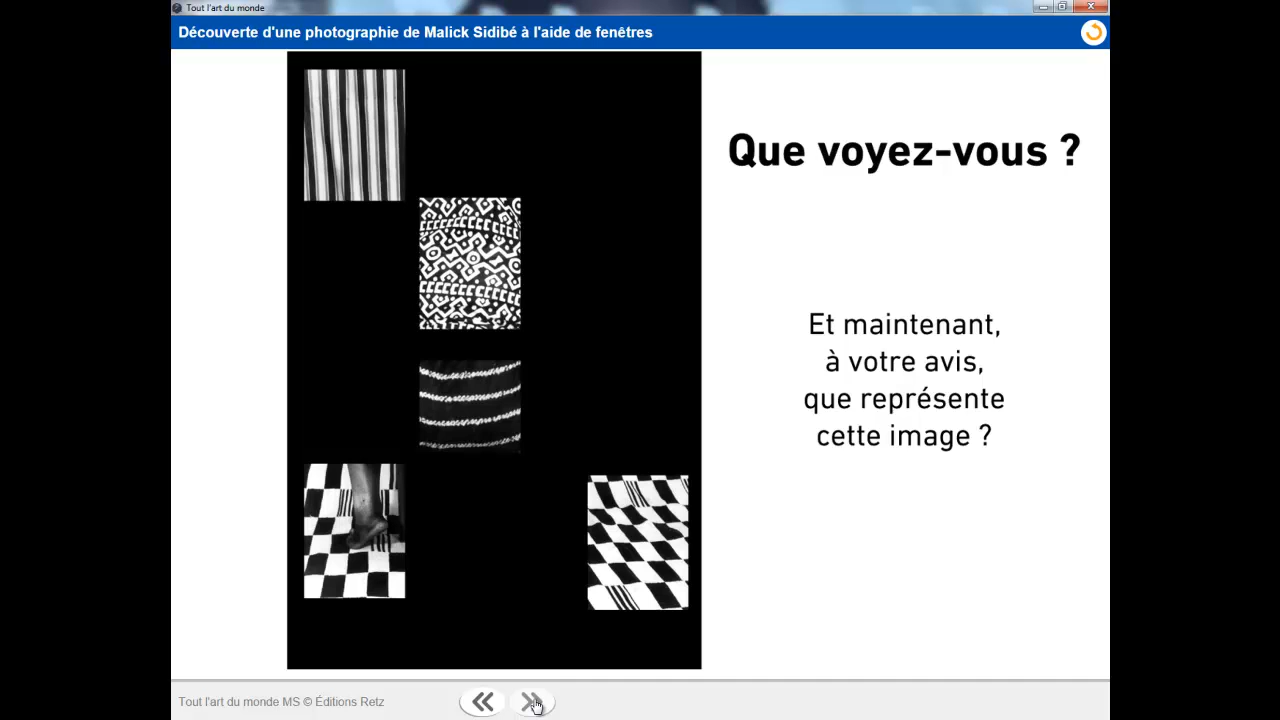 Tout l'art du monde
Découverte d'une photographie de Malick Sidibé à l'aide de fenêtres
Que voyez-vous ?
Et maintenant,
à votre avis,
que représente
cette image ?
Tout l'art du monde MS © Éditions Retz